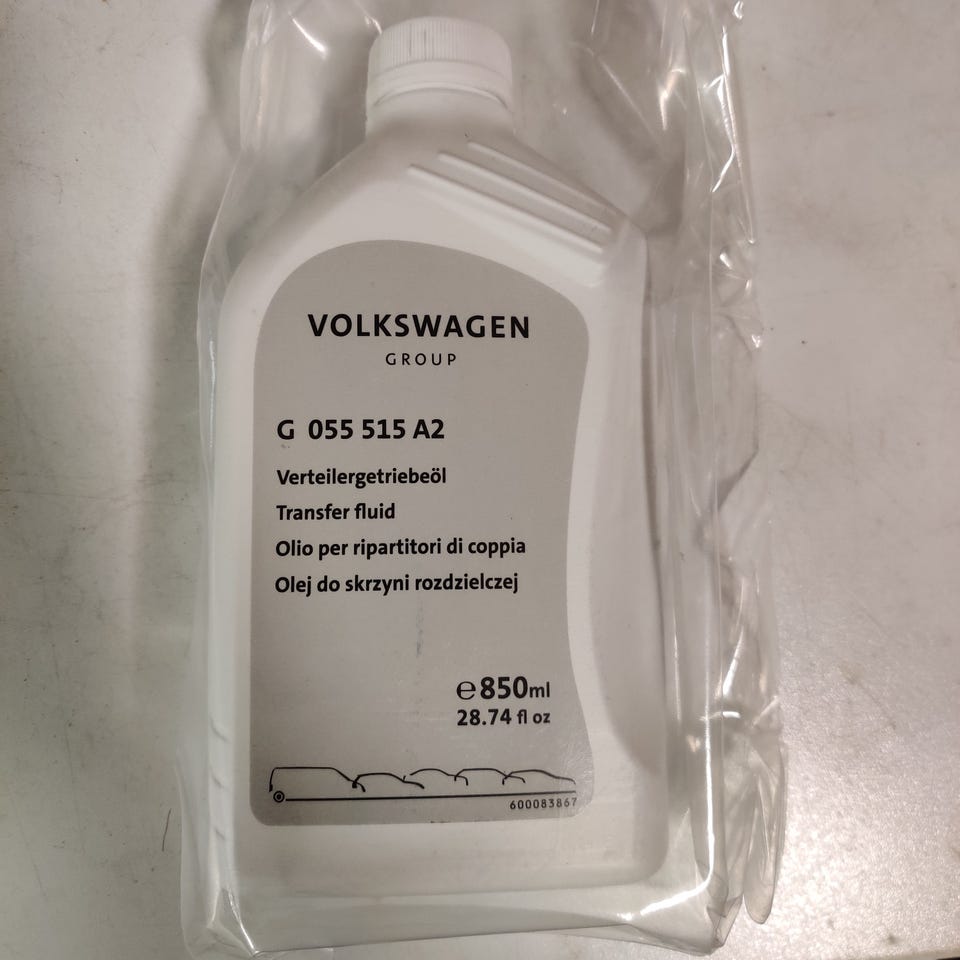 VOLKSWAGEN
GROUP
G 055 515 A2
Verteilergetriebeöl
Transfer fluid
Olio per ripartitori di coppia
Olej do skrzyni rozdzielczej
℮850ml
28.74 fl oz
600083867